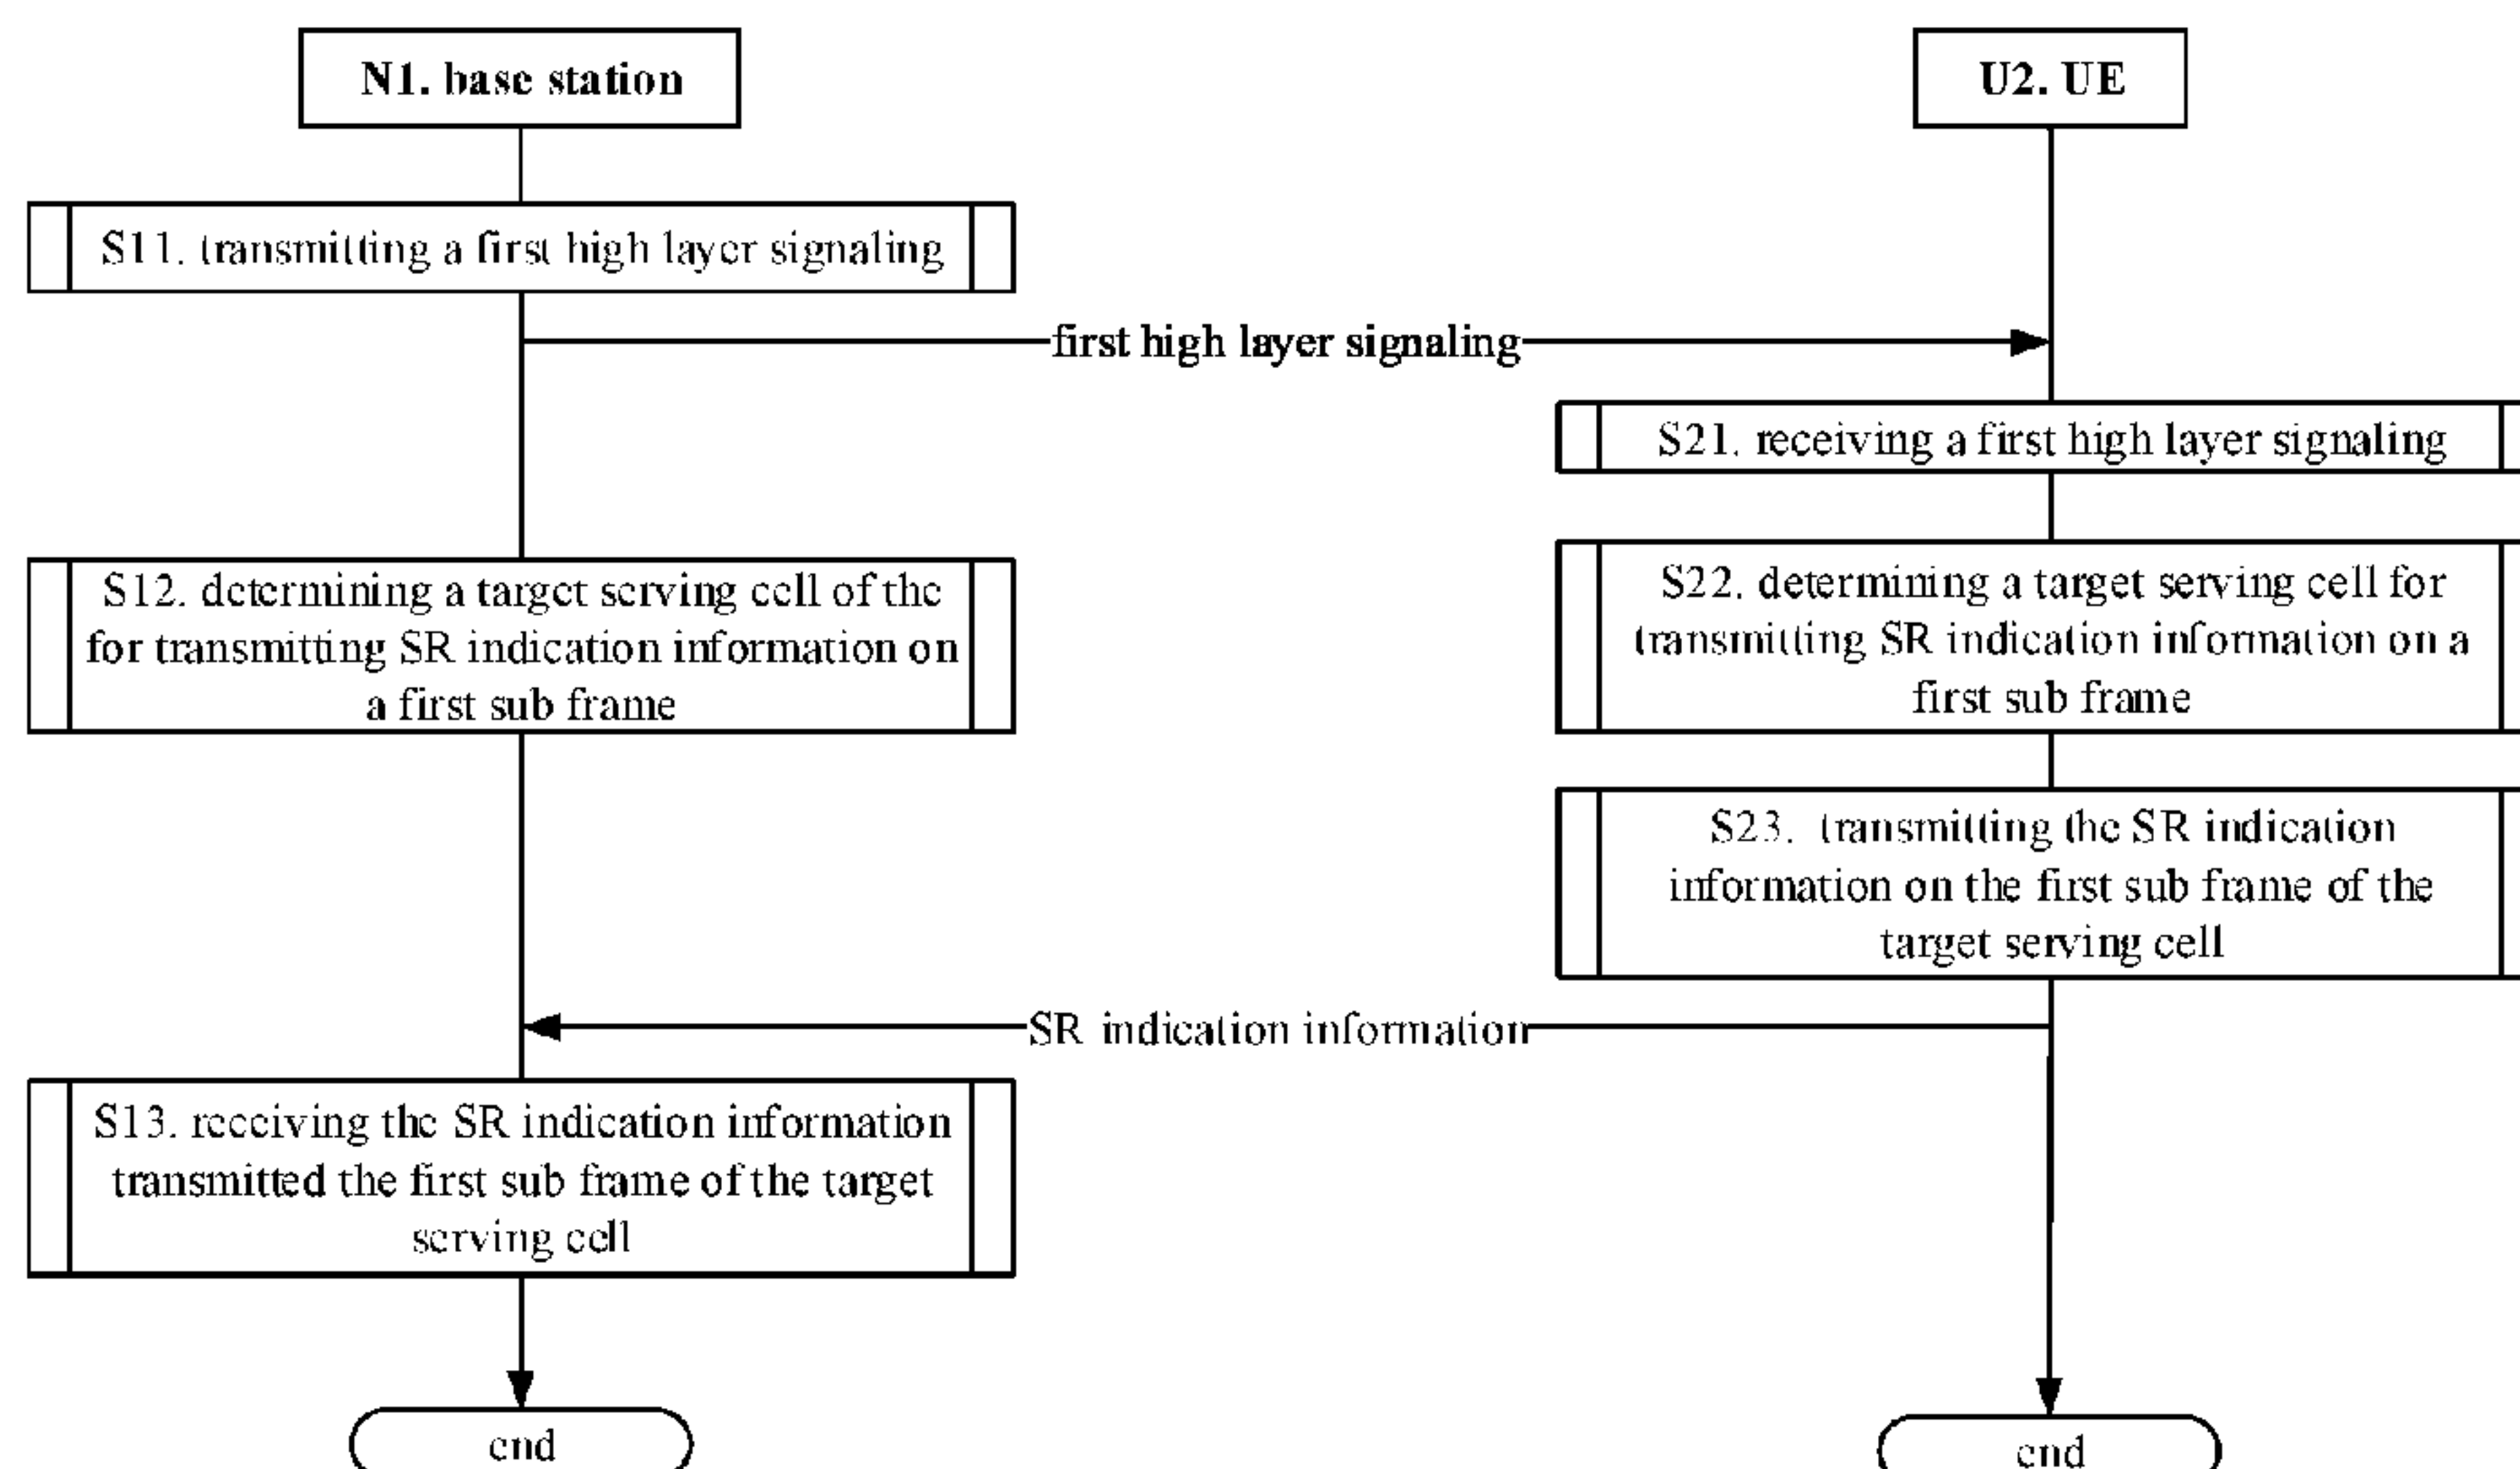 N1. base station
U2. UE
S11. transmitting a first high layer signaling
first high layer signaling
S21. receiving a first high layer signaling
S12. determining a target serving cell of the
for transmitting SR indication information on
a first sub frame
S22. determining a target serving cell for
transmitting SR indication information on a
first sub frame
S23. transmitting the SR indication
information on the first sub frame of the
target serving cell
SR indication information
S13. receiving the SR indication information
transmitted the first sub frame of the target
serving cell
end
end